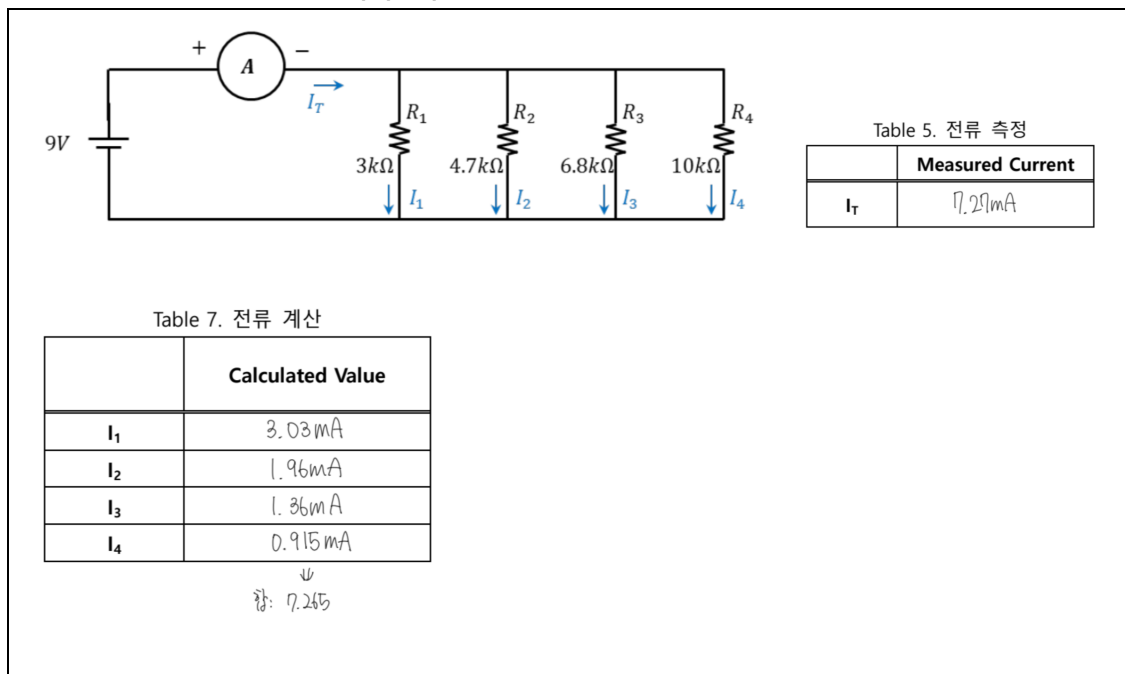 +
−
A
I_T
9V
R₁
R₂
R₃
R₄
3kΩ
4.7kΩ
6.8kΩ
10kΩ
I₁
I₂
I₃
I₄
Table 5. 전류 측정
Measured Current
I_T 7.27mA
Table 7. 전류 계산
Calculated Value
I₁ 3.03mA
I₂ 1.96mA
I₃ 1.36mA
I₄ 0.915mA
⇓
합: 7.265